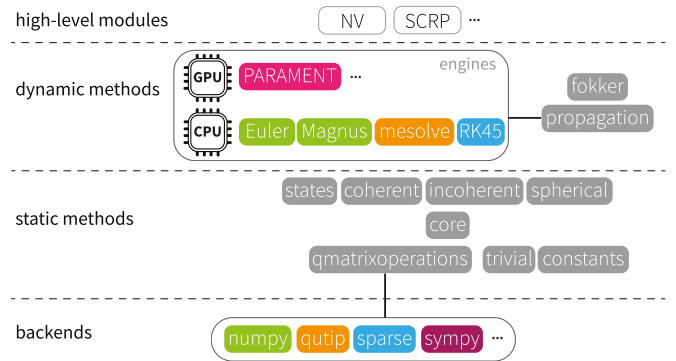 high-level modules NV SCRP ...
engines
dynamic methods GPU PARAMENT ...
fokker
CPU Euler Magnus mesolve RK45 propagation
states coherent incoherent spherical
static methods core
qmatrixoperations trivial constants
backends numpy qutip sparse sympy ...